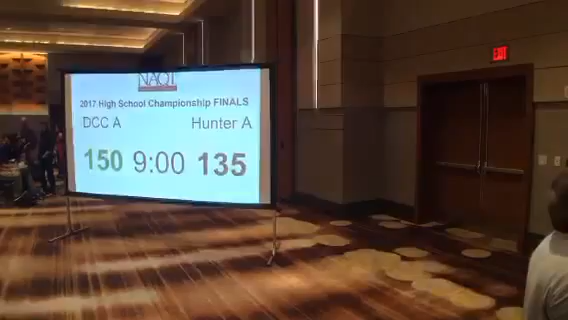 NAQT
2017 High School Championship FINALS
DCC A Hunter A
150 9:00 135
EXIT